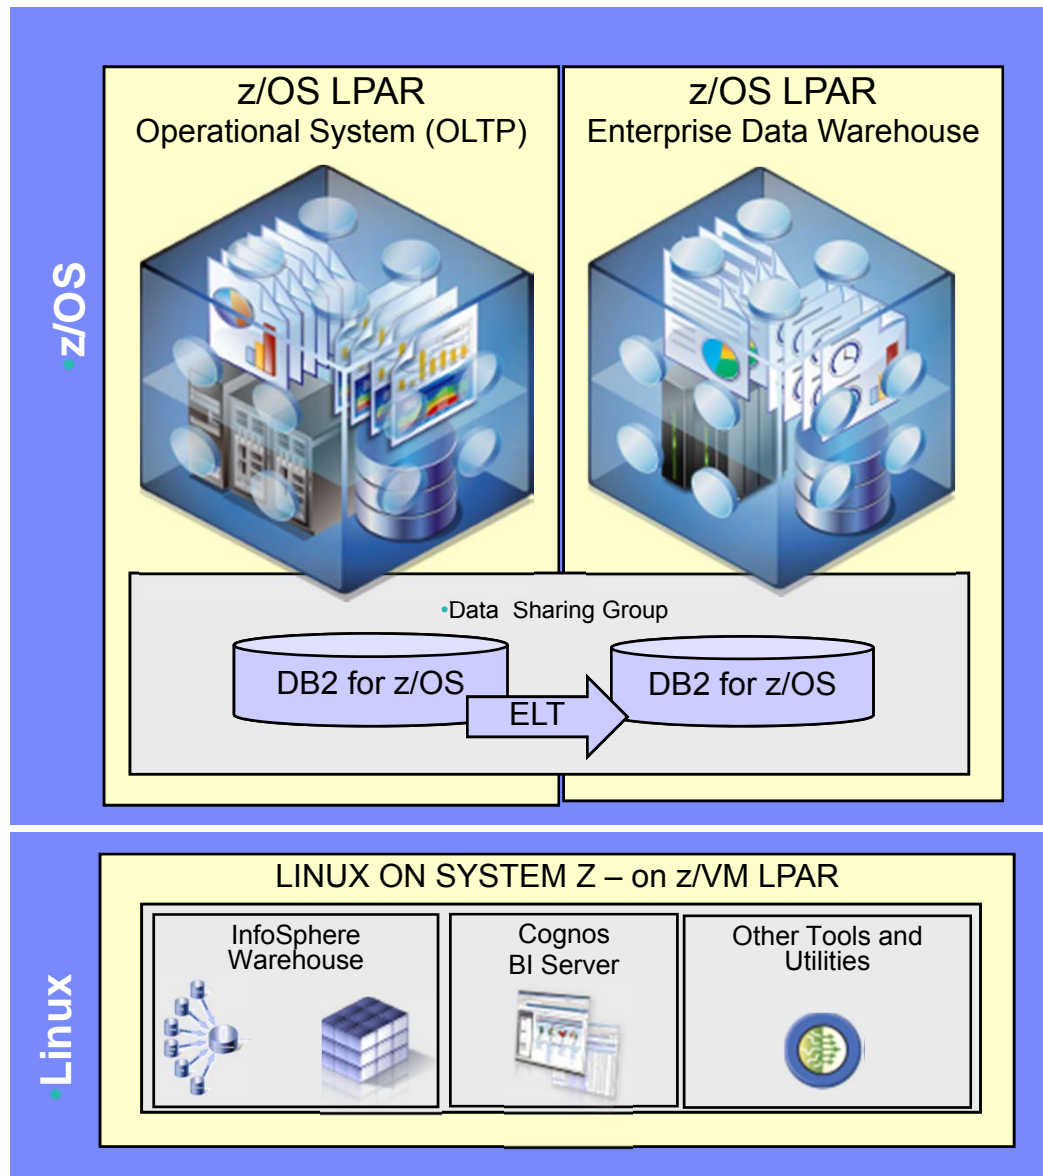 z/OS LPAR
Operational System (OLTP)
z/OS LPAR
Enterprise Data Warehouse
•z/OS
•Data  Sharing Group
DB2 for z/OS
ELT
DB2 for z/OS
LINUX ON SYSTEM Z – on z/VM LPAR
•Linux
InfoSphere
Warehouse
Cognos
BI Server
Other Tools and
Utilities